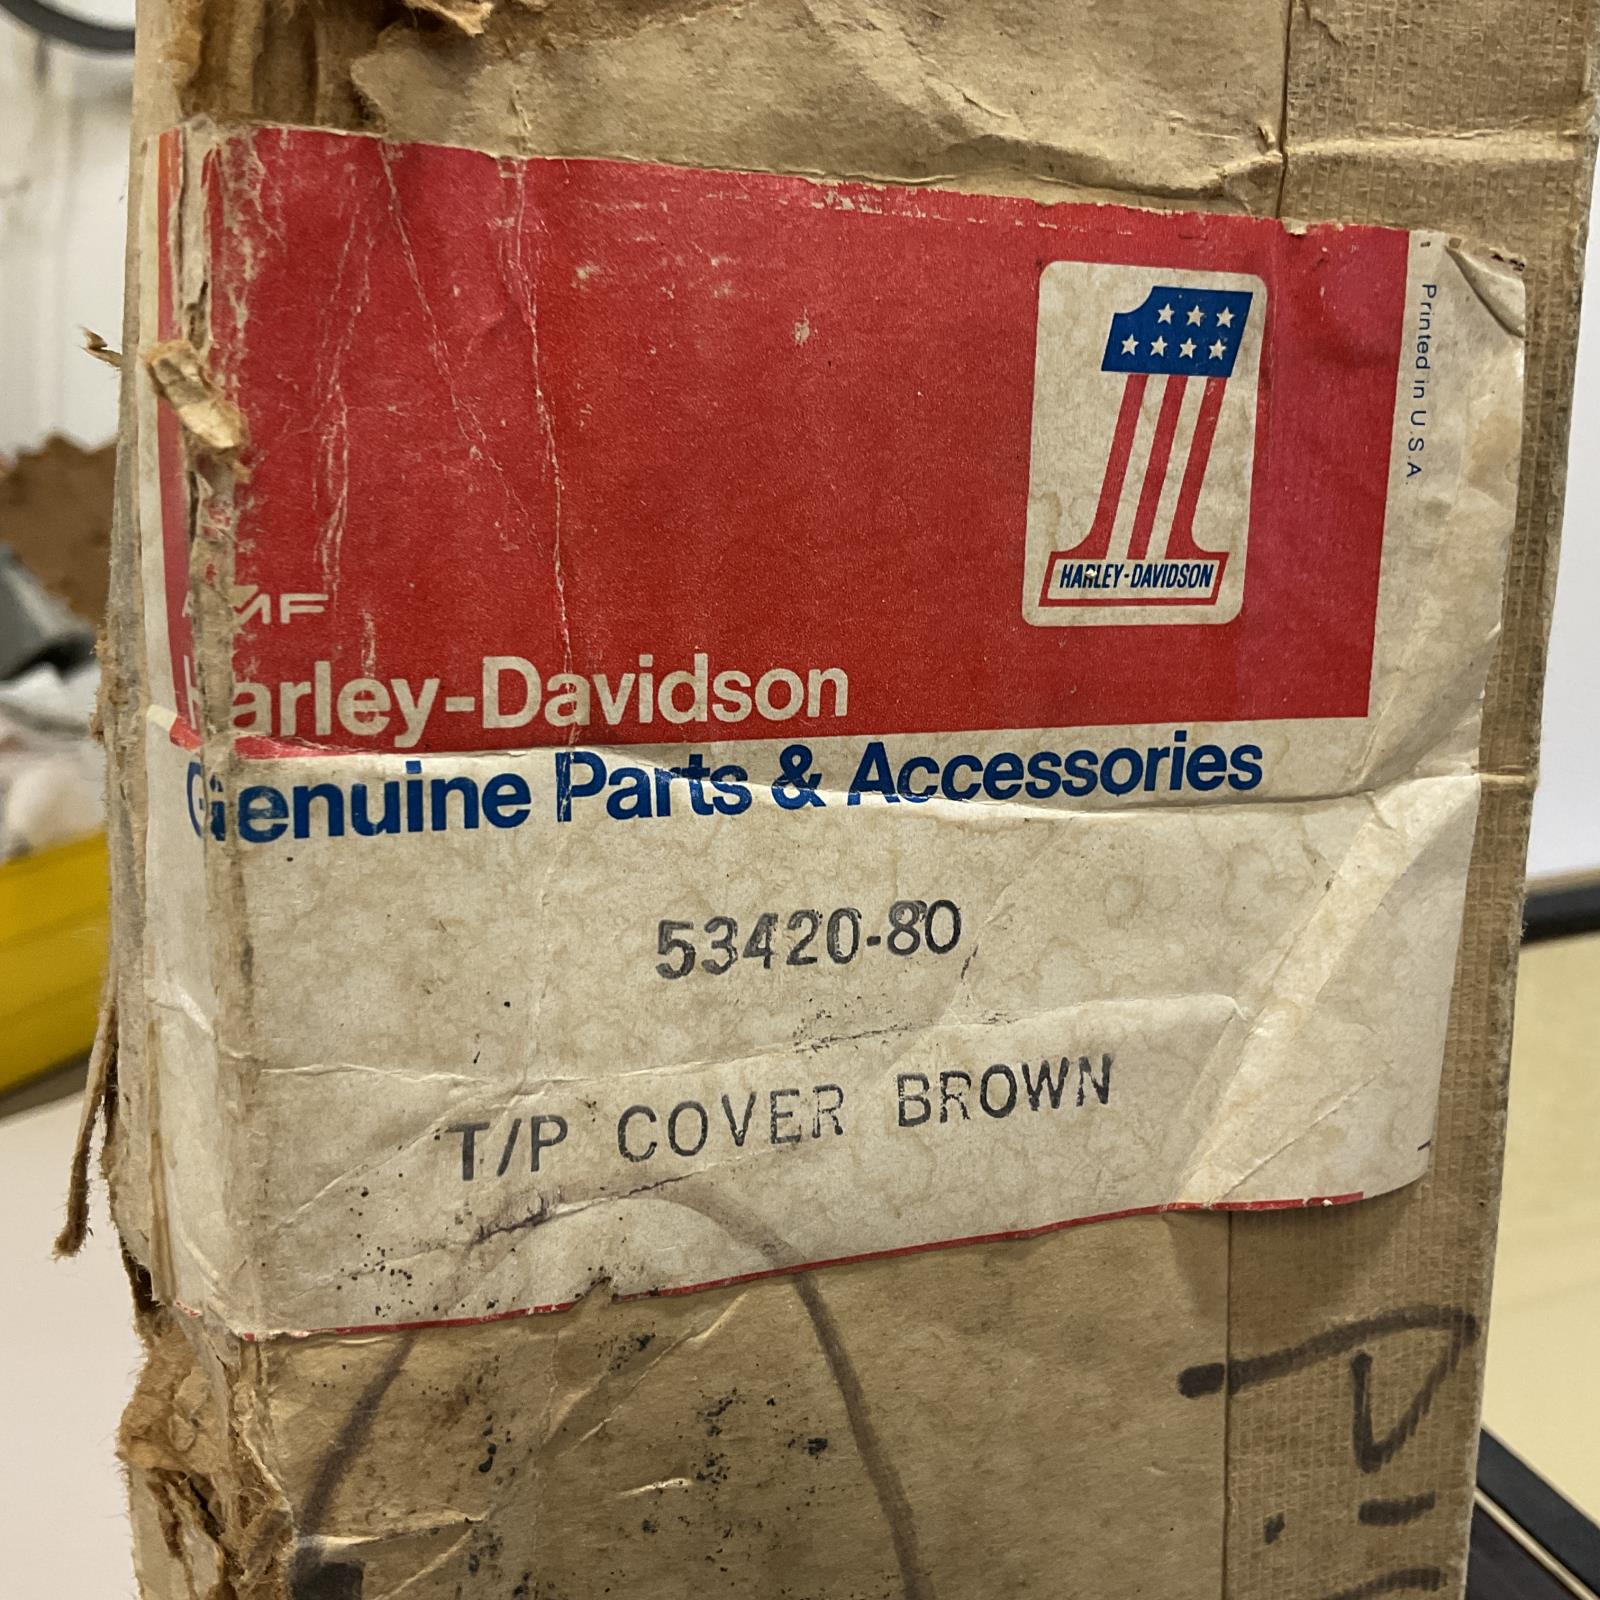 Printed in U.S.A.
HARLEY-DAVIDSON
AMF
Harley-Davidson
Genuine Parts & Accessories
53420-80
T/P COVER BROWN